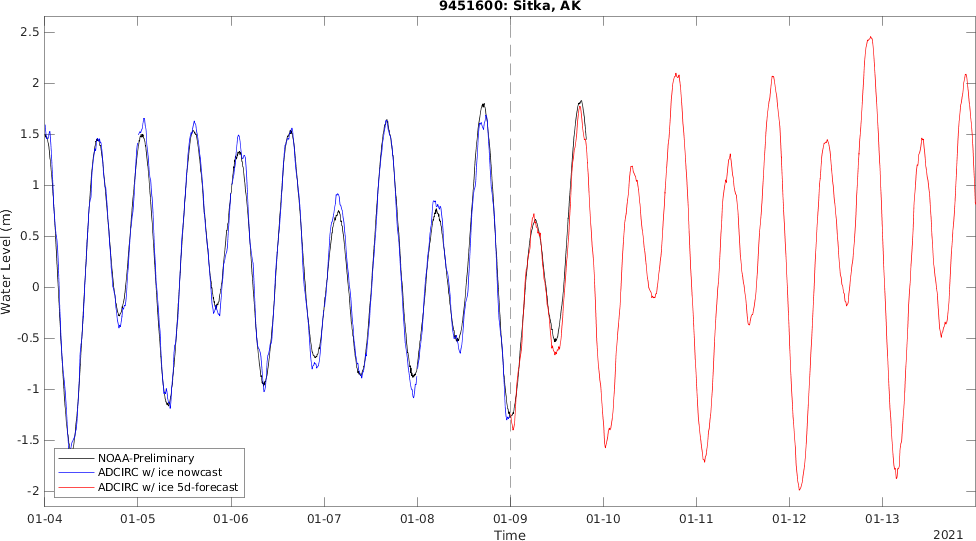 9451600: Sitka, AK
2.5
2
1.5
1
0.5
0
-0.5
-1
-1.5
-2
Water Level (m)
NOAA-Preliminary
ADCIRC w/ ice nowcast
ADCIRC w/ ice 5d-forecast
01-04 01-05 01-06 01-07 01-08 01-09 01-10 01-11 01-12 01-13
Time
2021